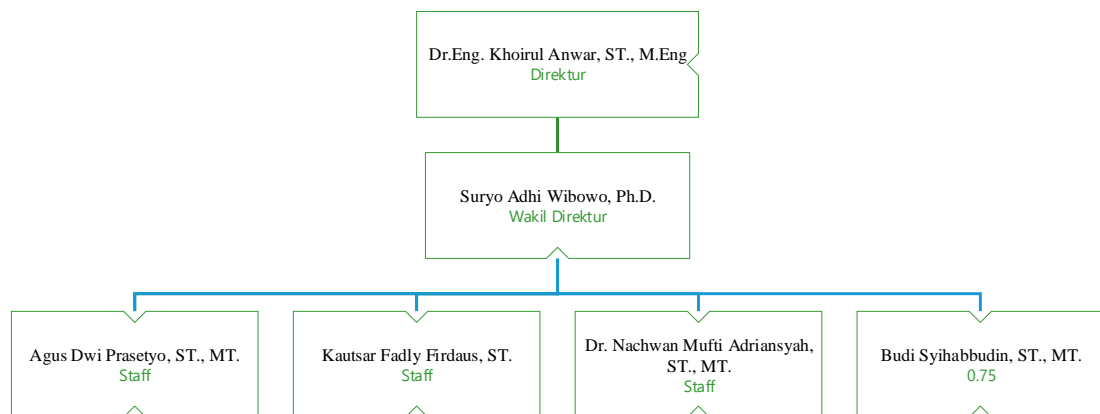 Dr.Eng. Khoirul Anwar, ST., M.Eng
Direktur
Suryo Adhi Wibowo, Ph.D.
Wakil Direktur
Agus Dwi Prasetyo, ST., MT.
Staff
Kautsar Fadly Firdaus, ST.
Staff
Dr. Nachwan Mufti Adriansyah,
ST., MT.
Staff
Budi Syihabbudin, ST., MT.
0.75